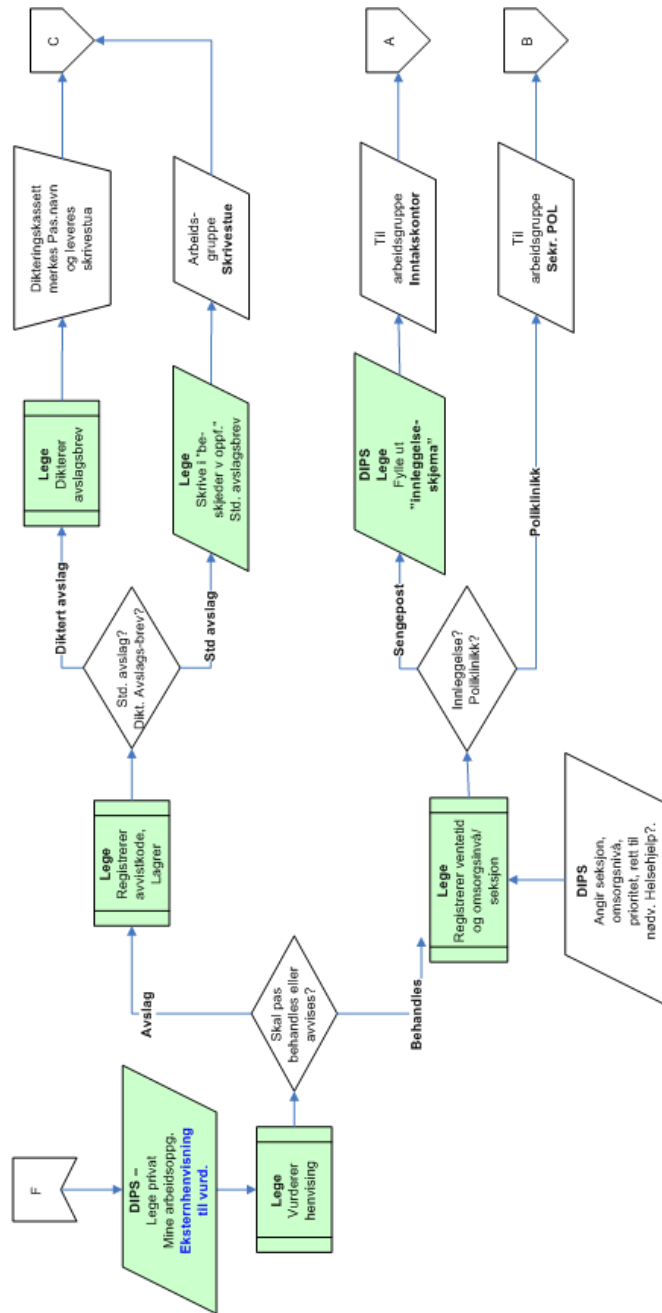 F
DIPS –
Lege privat
Mine arbeidsoppg.
Eksternhenvisning
til vurd.
Lege
Vurderer
henvising
Skal pas
behandles eller
avvises?
Avslag
Behandles
Lege
Registrerer
avvistkode,
Lagrer
Std. avslag?
Dikt. Avslags-brev?
Diktert avslag
Std avslag
Lege
Dikterer
avslagsbrev
Dikteringskassett
merkes Pas.navn
og leveres
skrivestua
Lege
Skrive i "be-
skjeder v oppf."
Std. avslagsbrev
Arbeids-
gruppe
Skrivestue
C
Lege
Registrerer ventetid
og omsorgsinvå/
seksjon
DIPS
Angir seksjon,
omsorgsnivå,
prioritet, rett til
nødv. Helsehjelp?.
Innleggelse?
Poliklinikk?
Sengepost
Poliklinikk
DIPS
Lege
Fylle ut
"innleggelse-
skjema"
Til
arbeidsgruppe
Inntakskontor
A
Til
arbeidsgruppe
Sekr. POL
B